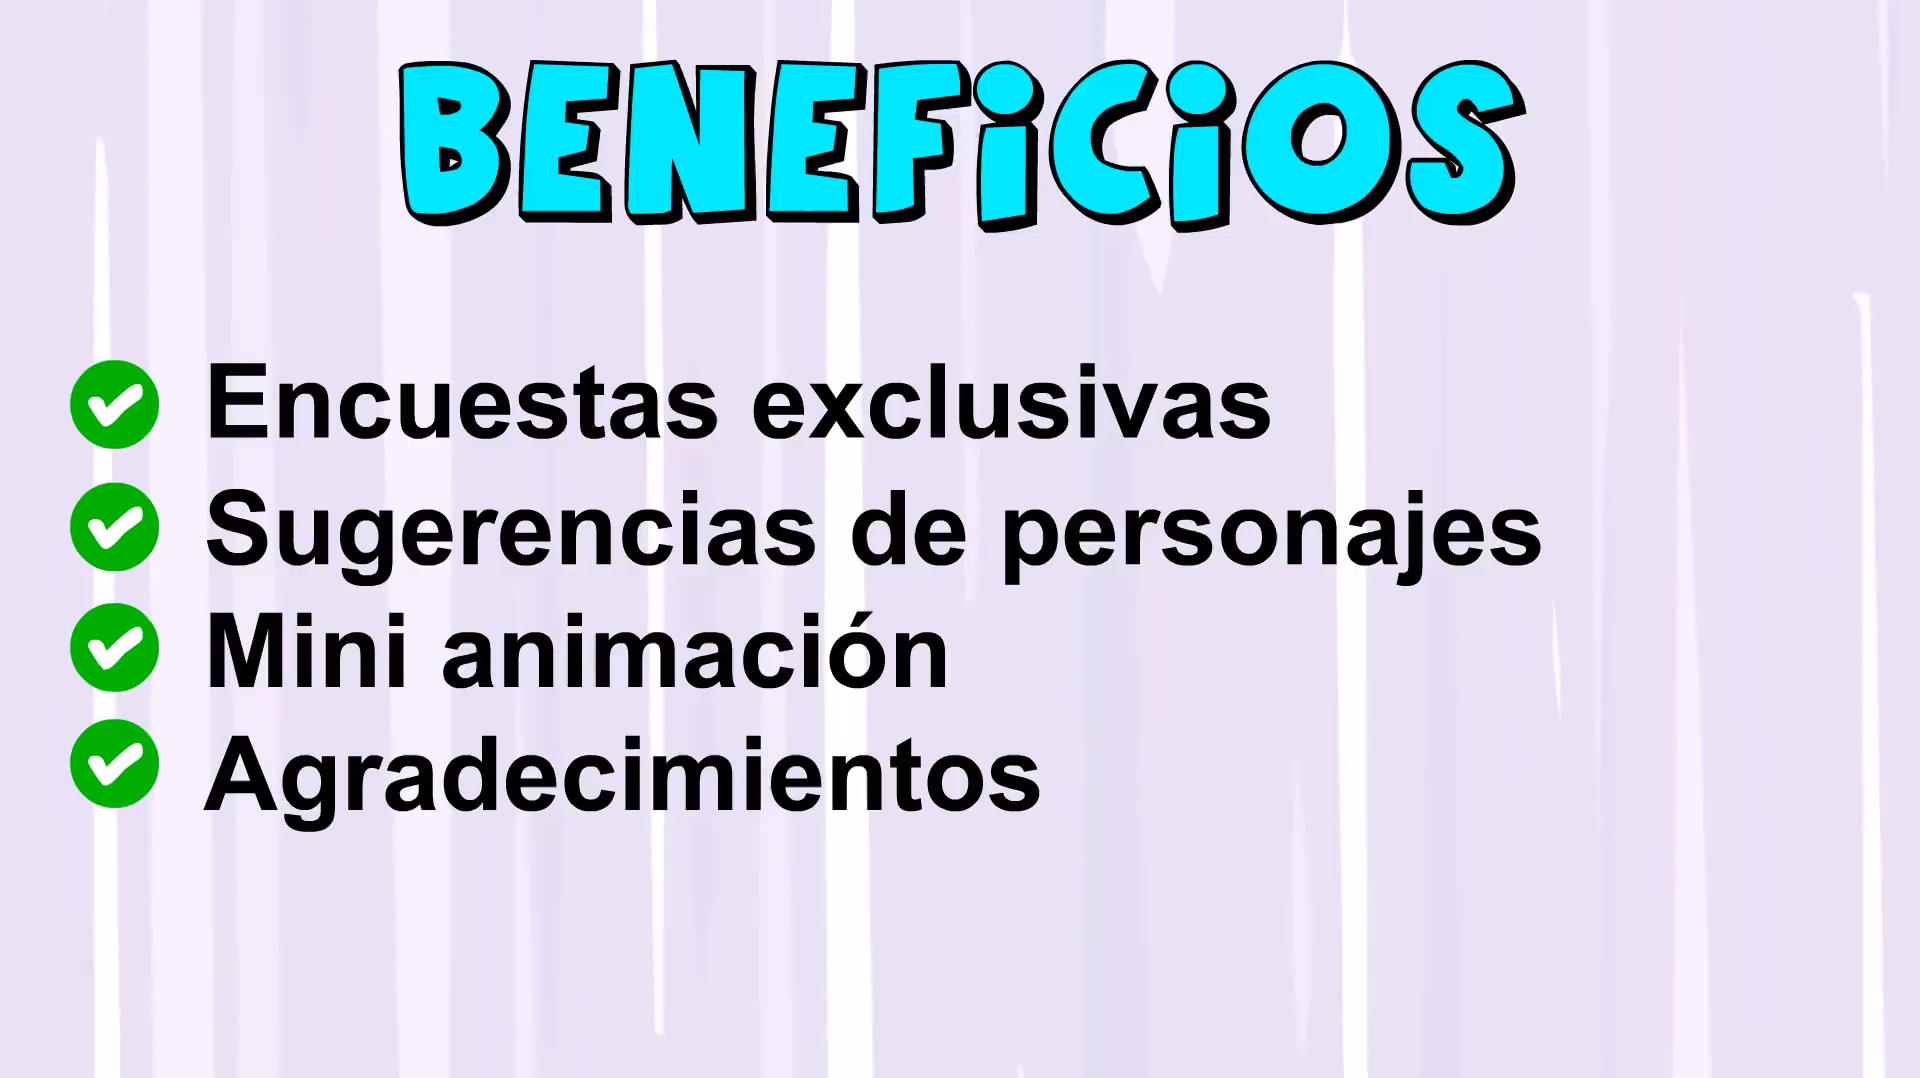 BENEFiCiOS
Encuestas exclusivas
Sugerencias de personajes
Mini animación
Agradecimientos